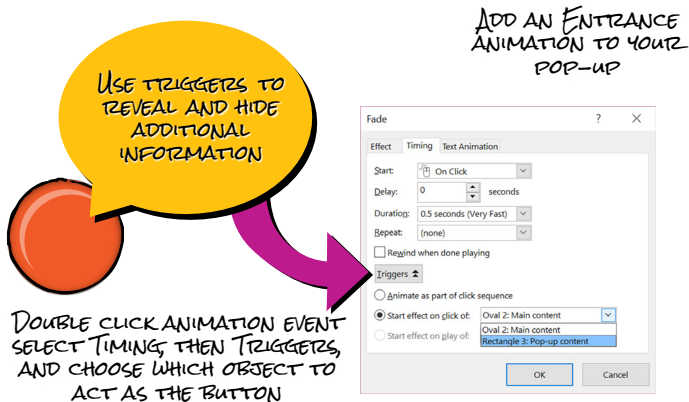 Add an Entrance
animation to your
pop-up
Use triggers to
reveal and hide
additional
information
Fade
? ×
Effect Timing Text Animation
Start: On Click
Delay: 0 seconds
Duration: 0.5 seconds (Very Fast)
Repeat: (none)
Rewind when done playing
Triggers
Animate as part of click sequence
Start effect on click of: Oval 2: Main content
Oval 2: Main content
Start effect on play of: Rectangle 3: Pop-up content
OK Cancel
Double click animation event
select Timing, then Triggers,
and choose which object to
act as the button